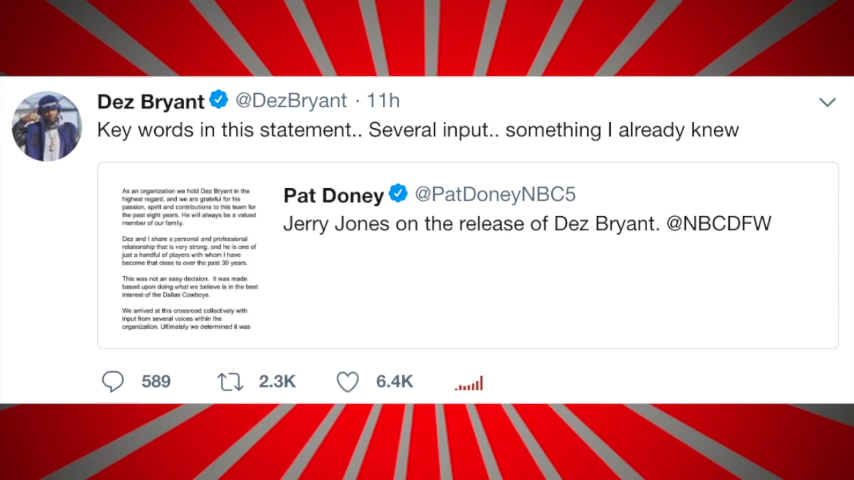 Dez Bryant @DezBryant · 11h
Key words in this statement.. Several input.. something I already knew
As an organization we hold Dez Bryant in the
highest regard, and we are grateful for his
passion, spirit and contributions to this team for
the past eight years. He will always be a valued
member of our family.
Dez and I share a personal and professional
relationship that is very strong, and he is one of
just a handful of players with whom I have
become that close to over the past 30 years.
This was not an easy decision. It was made
based upon doing what we believe is in the best
interest of the Dallas Cowboys.
We arrived at this crossroad collectively with
input from several voices within the
organization. Ultimately we determined it was
Pat Doney @PatDoneyNBC5
Jerry Jones on the release of Dez Bryant. @NBCDFW
589 2.3K 6.4K